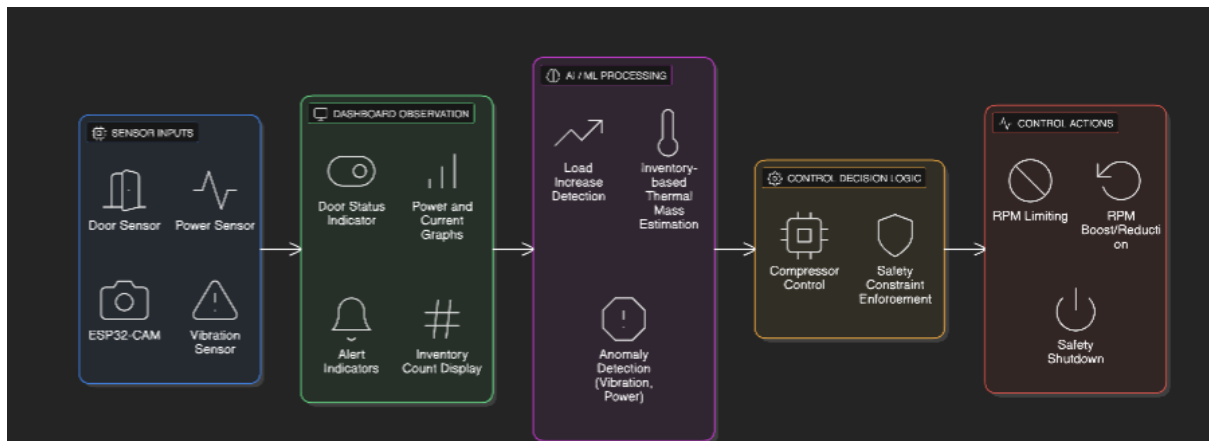 SENSOR INPUTS
Door Sensor
Power Sensor
ESP32-CAM
Vibration
Sensor
DASHBOARD OBSERVATION
Door Status
Indicator
Power and
Current
Graphs
Alert
Indicators
Inventory
Count Display
AI / ML PROCESSING
Load
Increase
Detection
Inventory-
based
Thermal
Mass
Estimation
Anomaly
Detection
(Vibration,
Power)
CONTROL DECISION LOGIC
Compressor
Control
Safety
Constraint
Enforcement
CONTROL ACTIONS
RPM Limiting
RPM
Boost/Reducti
on
Safety
Shutdown